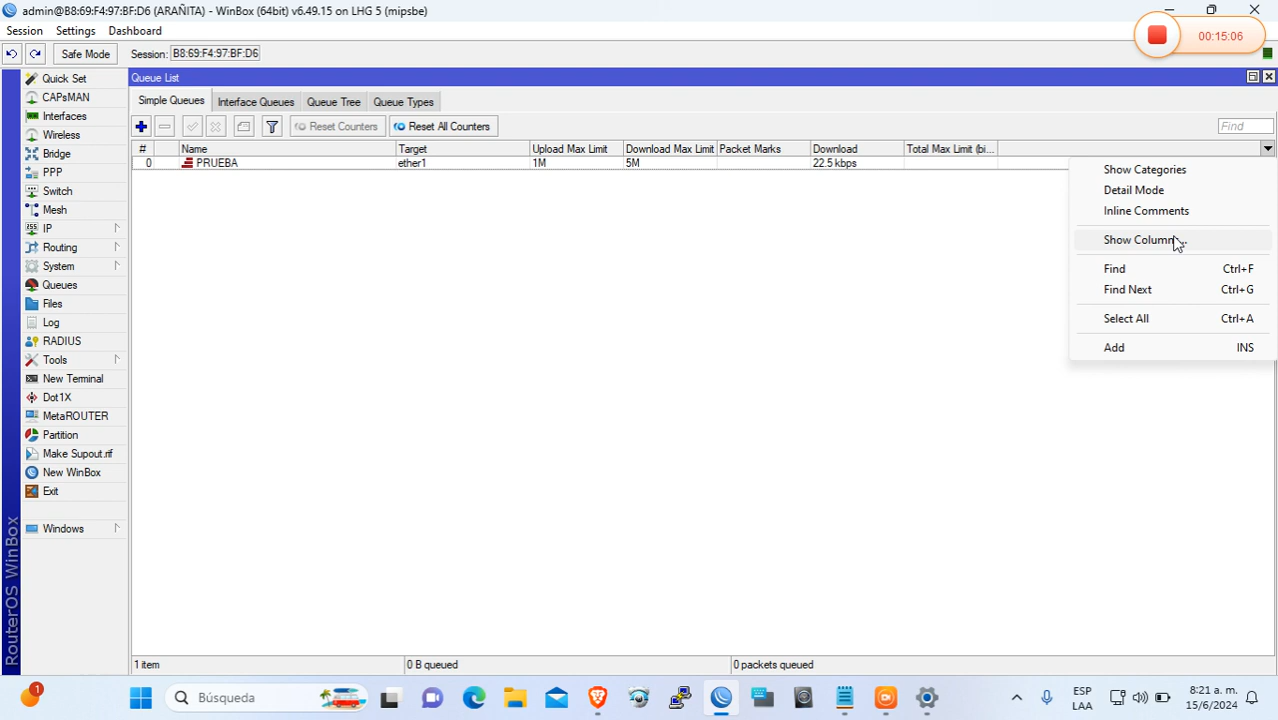 admin@B8:69:F4:97:BF:D6 (ARAÑITA) - WinBox (64bit) v6.49.15 on LHG 5 (mipsbe)
00:15:06
Session Settings Dashboard
Safe Mode Session: B8:69:F4:97:BF:D6
Quick Set
CAPsMAN
Interfaces
Wireless
Bridge
PPP
Switch
Mesh
IP
Routing
System
Queues
Files
Log
RADIUS
Tools
New Terminal
Dot1X
MetaROUTER
Partition
Make Supout.rif
New WinBox
Exit
Windows
RouterOS WinBox
Queue List
Simple Queues Interface Queues Queue Tree Queue Types
Reset Counters Reset All Counters Find
# Name Target Upload Max Limit Download Max Limit Packet Marks Download Total Max Limit (bi...
0 PRUEBA ether1 1M 5M 22.5 kbps
Show Categories
Detail Mode
Inline Comments
Find Ctrl+F
Find Next Ctrl+G
Select All Ctrl+A
Add INS
1 item 0 B queued 0 packets queued
1
Búsqueda
ESP
LAA
8:21 a. m.
15/6/2024